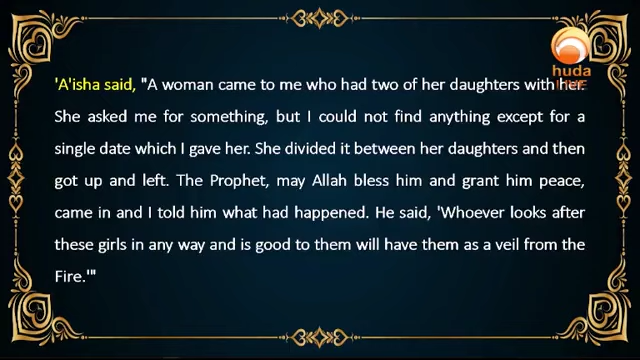 huda
LIVE
'A'isha said, "A woman came to me who had two of her daughters with her.
She asked me for something, but I could not find anything except for a
single date which I gave her. She divided it between her daughters and then
got up and left. The Prophet, may Allah bless him and grant him peace,
came in and I told him what had happened. He said, 'Whoever looks after
these girls in any way and is good to them will have them as a veil from the
Fire.'"